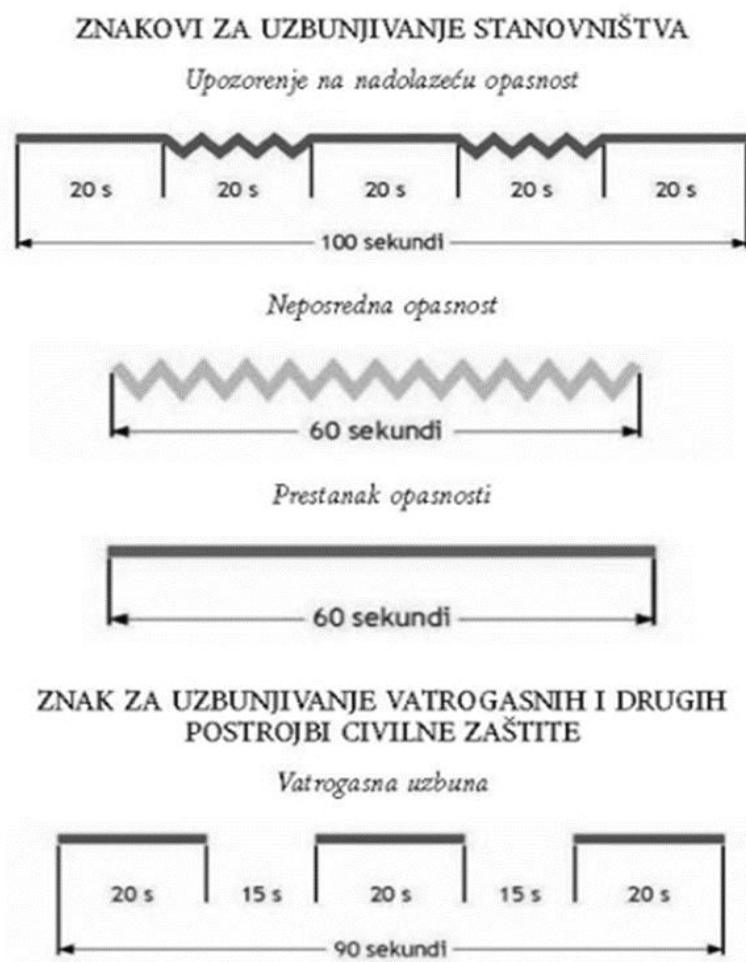 ZNAKOVI ZA UZBUNJIVANJE STANOVNIŠTVA
Upozorenje na nadolazeću opasnost
20 s 20 s 20 s 20 s 20 s
100 sekundi
Neposredna opasnost
60 sekundi
Prestanak opasnosti
60 sekundi
ZNAK ZA UZBUNJIVANJE VATROGASNIH I DRUGIH
POSTROJBI CIVILNE ZAŠTITE
Vatrogasna uzbuna
20 s 15 s 20 s 15 s 20 s
90 sekundi